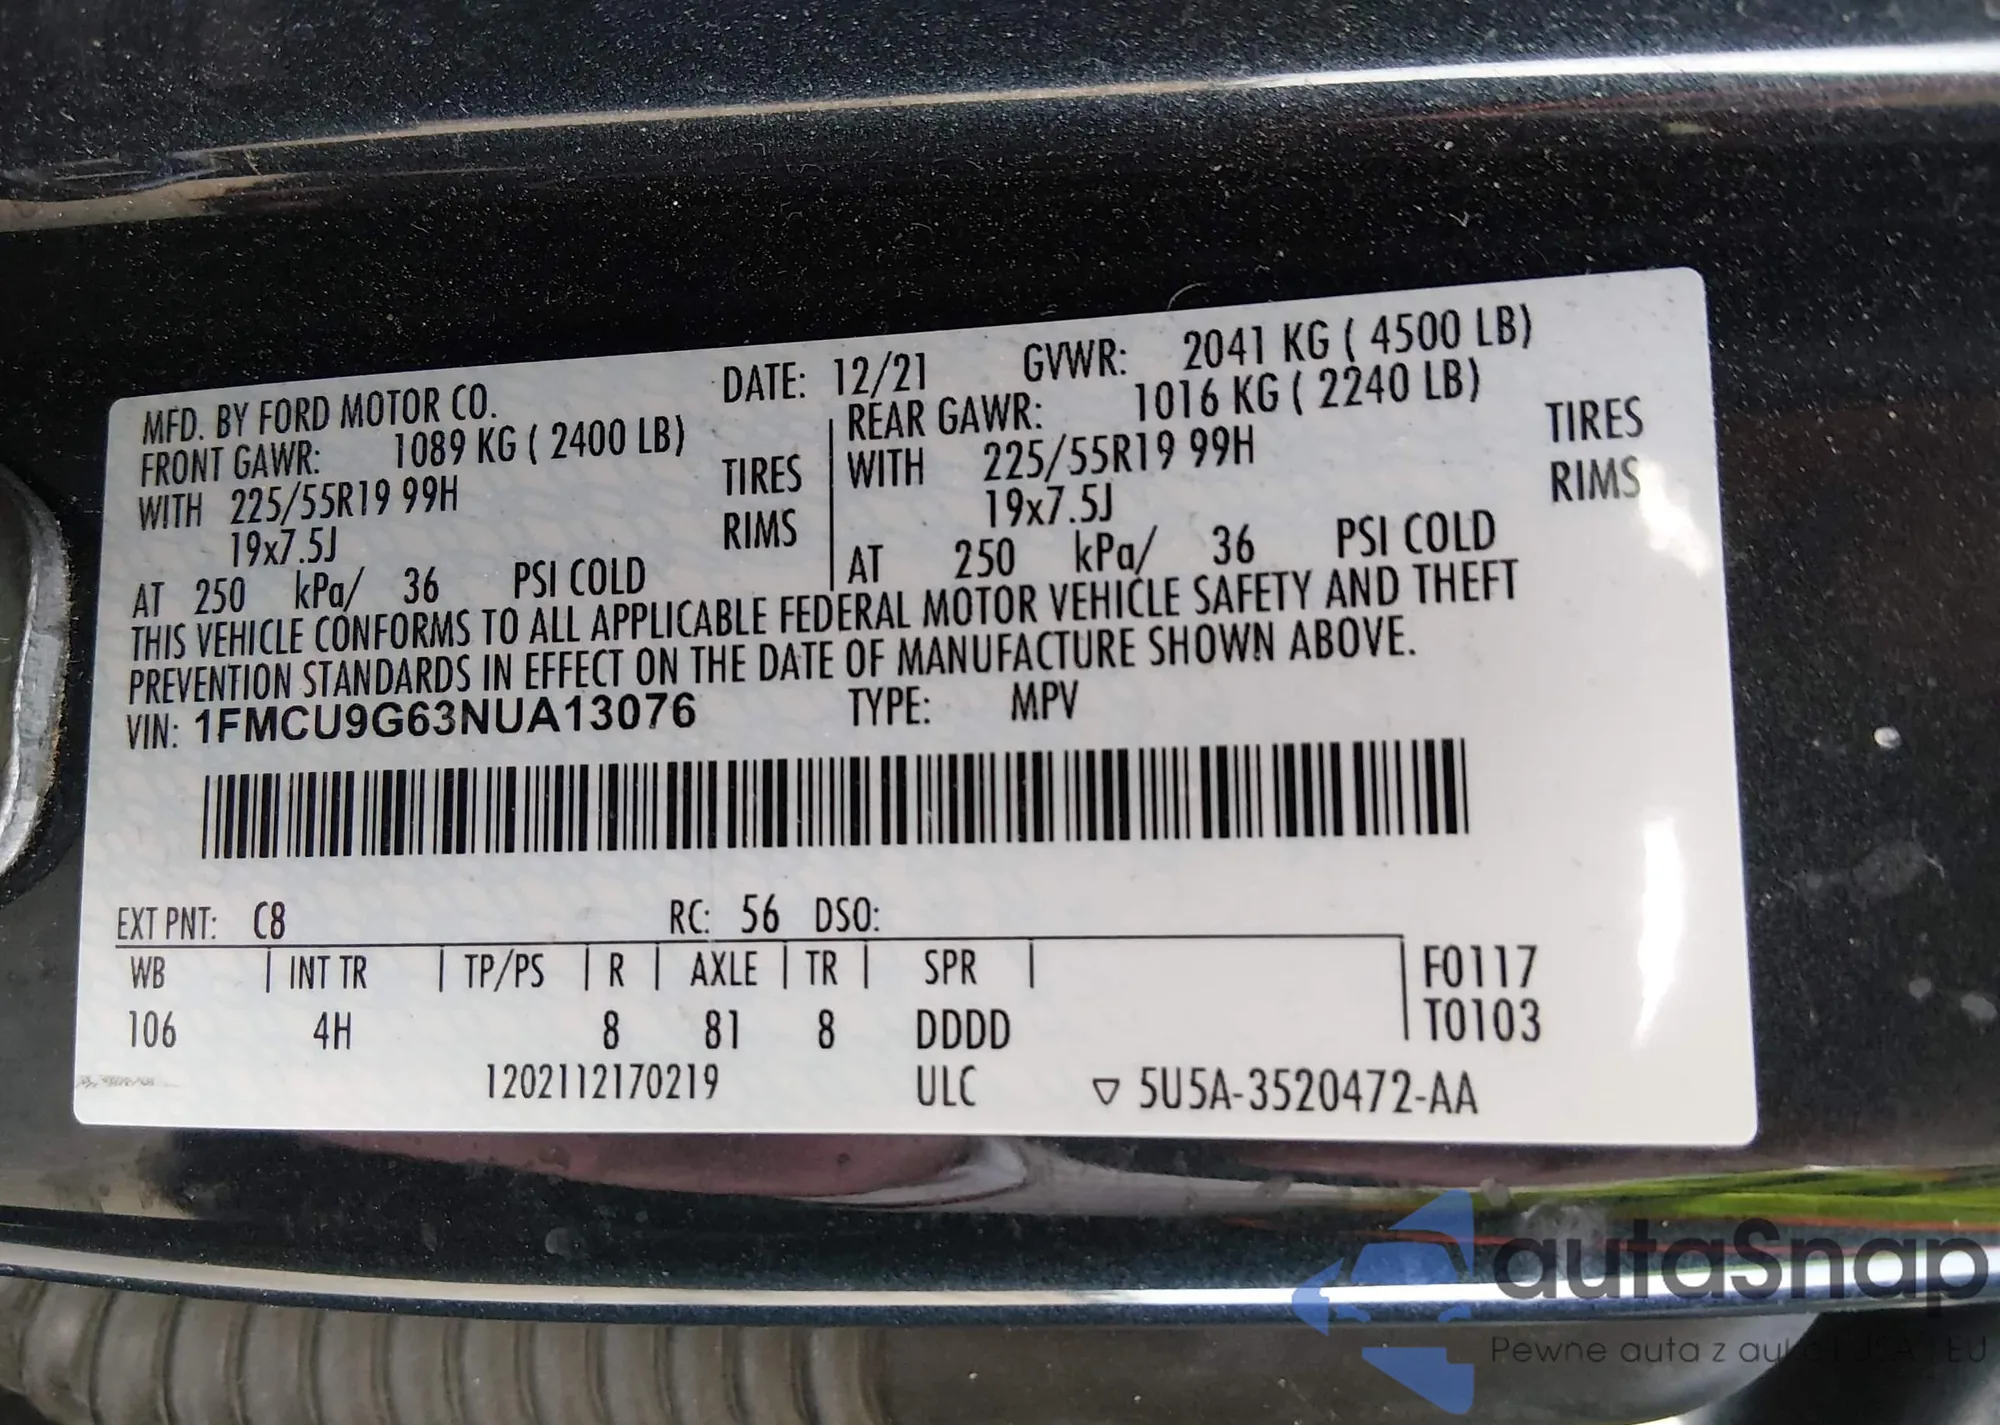 MFD. BY FORD MOTOR CO. DATE: 12/21 GVWR: 2041 KG ( 4500 LB)
FRONT GAWR: 1089 KG ( 2400 LB) REAR GAWR: 1016 KG ( 2240 LB)
WITH 225/55R19 99H TIRES WITH 225/55R19 99H TIRES
19x7.5J RIMS 19x7.5J RIMS
AT 250 kPa/ 36 PSI COLD AT 250 kPa/ 36 PSI COLD
THIS VEHICLE CONFORMS TO ALL APPLICABLE FEDERAL MOTOR VEHICLE SAFETY AND THEFT
PREVENTION STANDARDS IN EFFECT ON THE DATE OF MANUFACTURE SHOWN ABOVE.
VIN: 1FMCU9G63NUA13076 TYPE: MPV
EXT PNT: C8 RC: 56 DSO:
WB INT TR TP/PS R AXLE TR SPR F0117
106 4H 8 81 8 DDDD T0103
1202112170219 ULC ▽ 5U5A-3520472-AA
autaSnap
Pewne auta z aukcji USA i EU